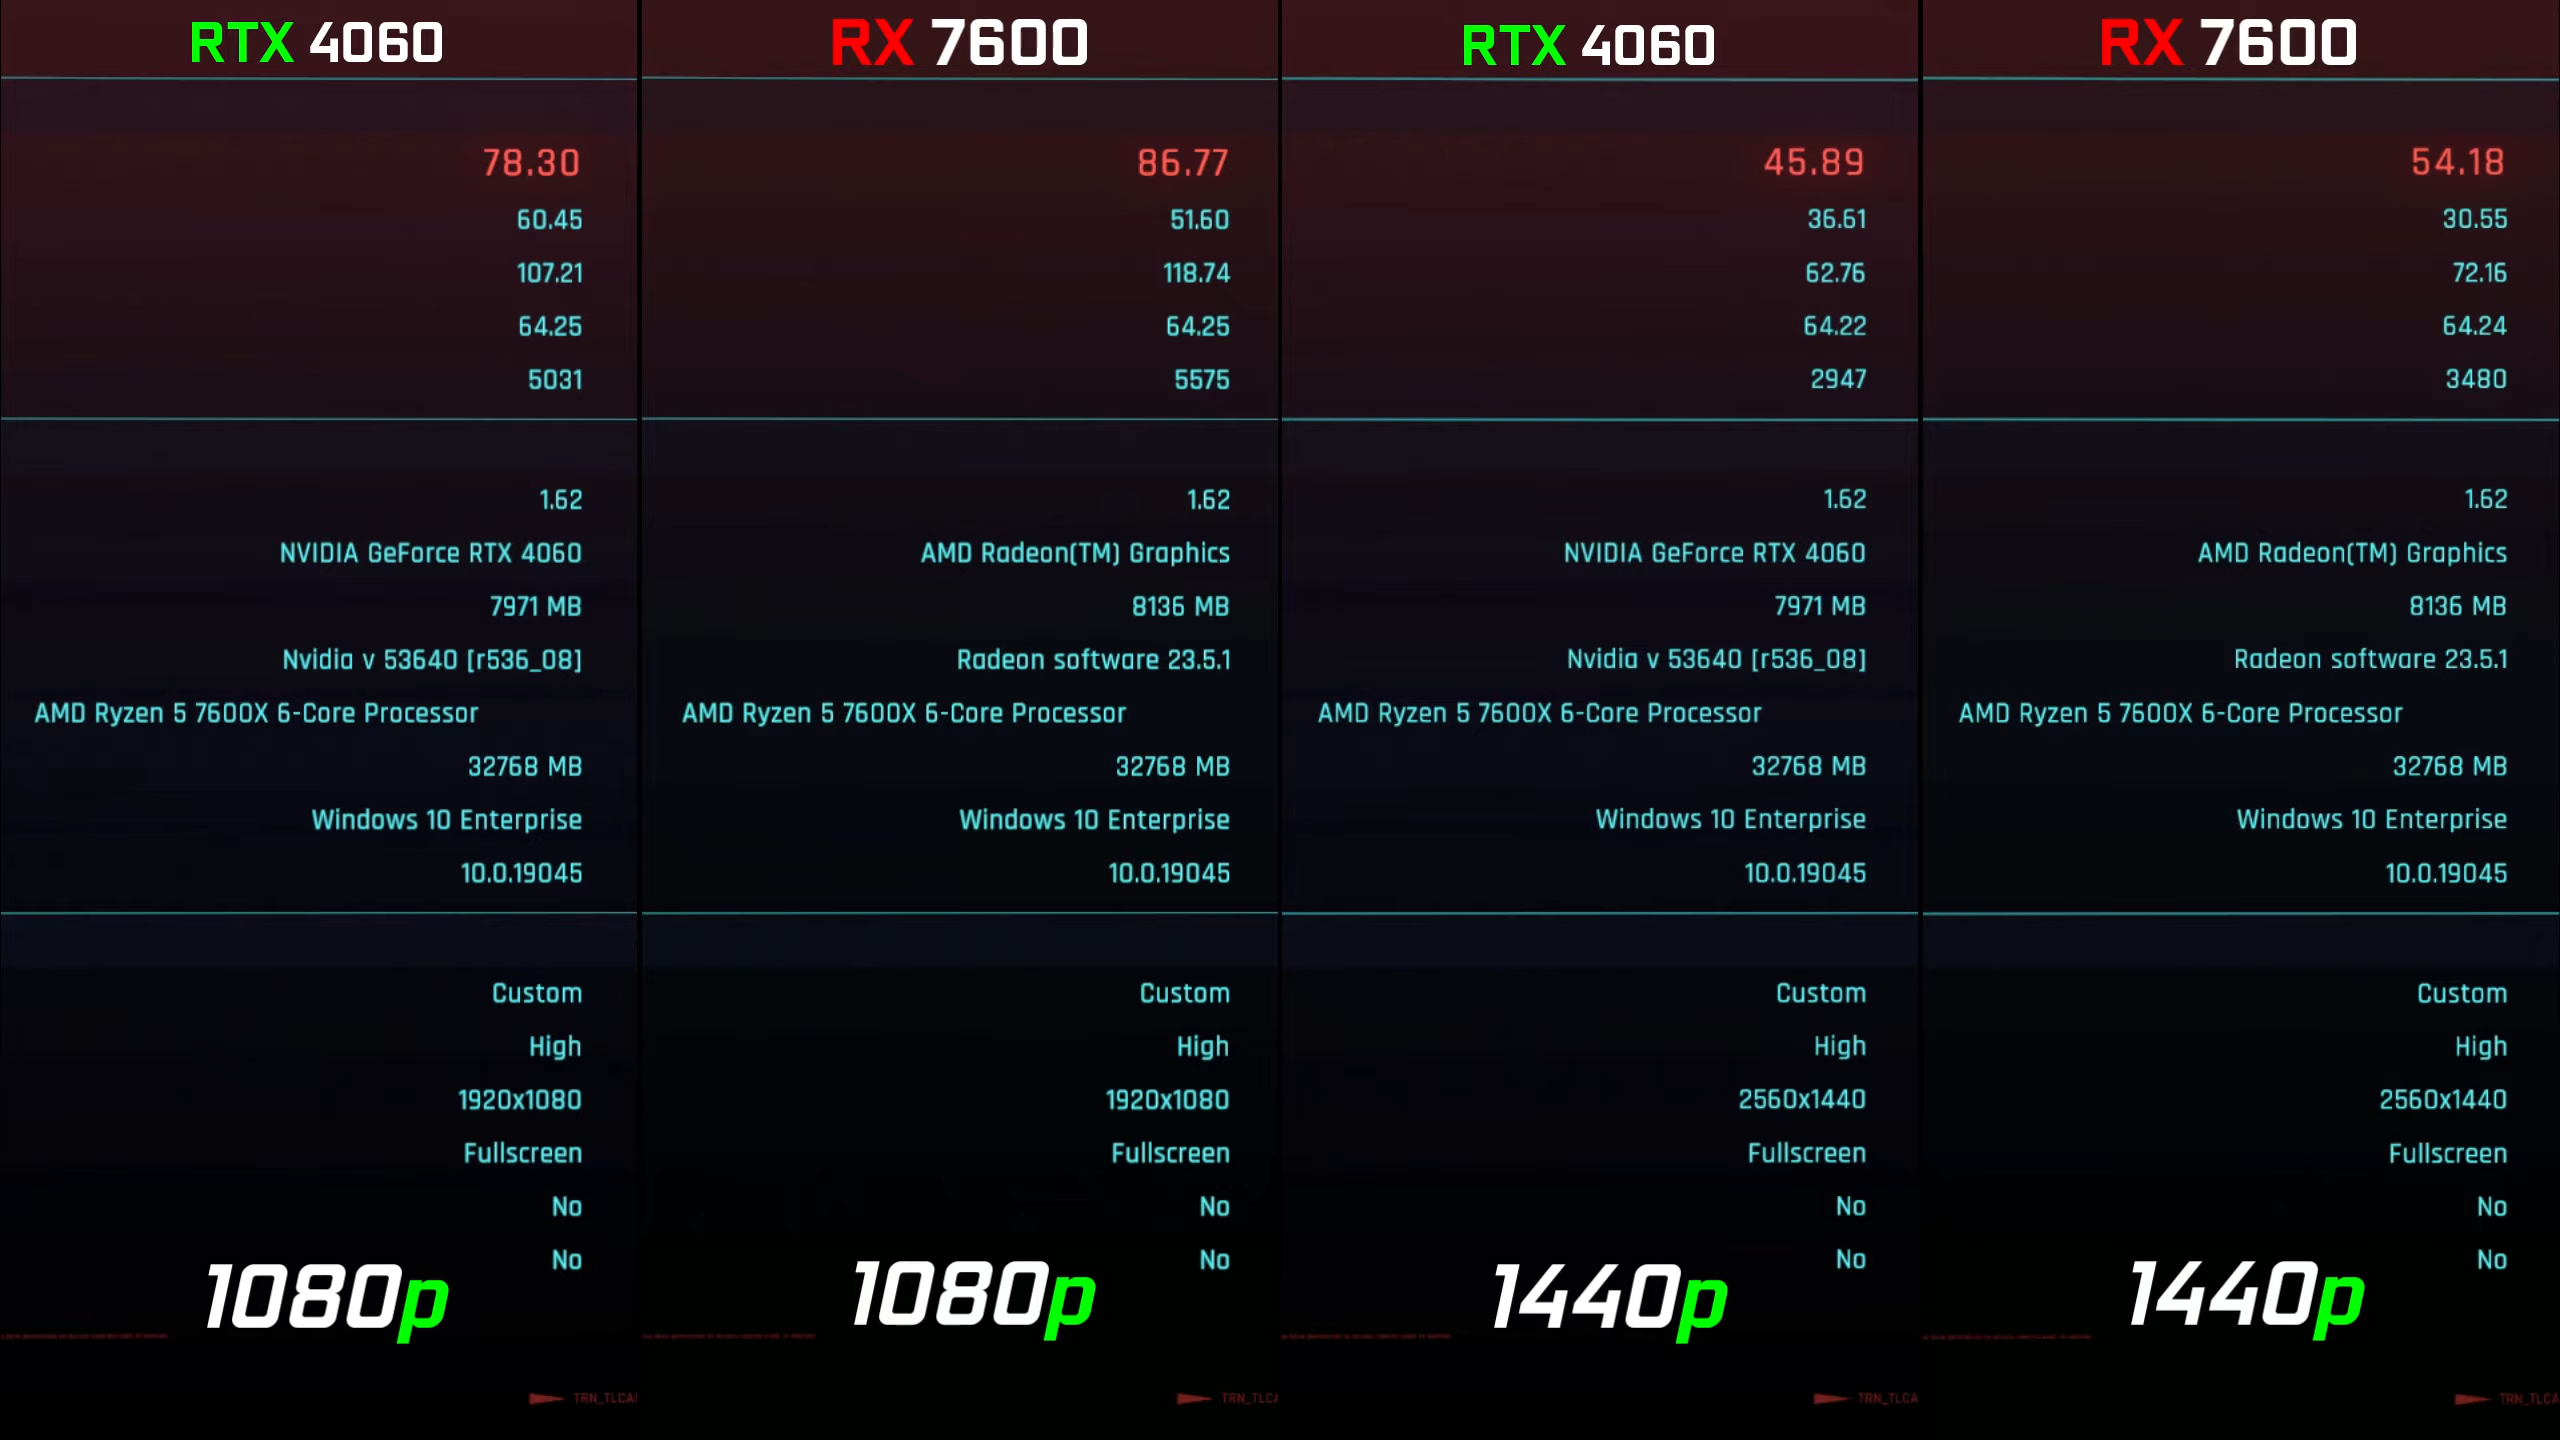 RTX 4060
78.30
60.45
107.21
64.25
5031
1.62
NVIDIA GeForce RTX 4060
7971 MB
Nvidia v 53640 [r536_08]
AMD Ryzen 5 7600X 6-Core Processor
32768 MB
Windows 10 Enterprise
10.0.19045
Custom
High
1920x1080
Fullscreen
No
No
1080p
TRN_TLCA
RX 7600
86.77
51.60
118.74
64.25
5575
1.62
AMD Radeon(TM) Graphics
8136 MB
Radeon software 23.5.1
AMD Ryzen 5 7600X 6-Core Processor
32768 MB
Windows 10 Enterprise
10.0.19045
Custom
High
1920x1080
Fullscreen
No
No
1080p
TRN_TLCA
RTX 4060
45.89
36.61
62.76
64.22
2947
1.62
NVIDIA GeForce RTX 4060
7971 MB
Nvidia v 53640 [r536_08]
AMD Ryzen 5 7600X 6-Core Processor
32768 MB
Windows 10 Enterprise
10.0.19045
Custom
High
2560x1440
Fullscreen
No
No
1440p
TRN_TLCA
RX 7600
54.18
30.55
72.16
64.24
3480
1.62
AMD Radeon(TM) Graphics
8136 MB
Radeon software 23.5.1
AMD Ryzen 5 7600X 6-Core Processor
32768 MB
Windows 10 Enterprise
10.0.19045
Custom
High
2560x1440
Fullscreen
No
No
1440p
TRN_TLCA